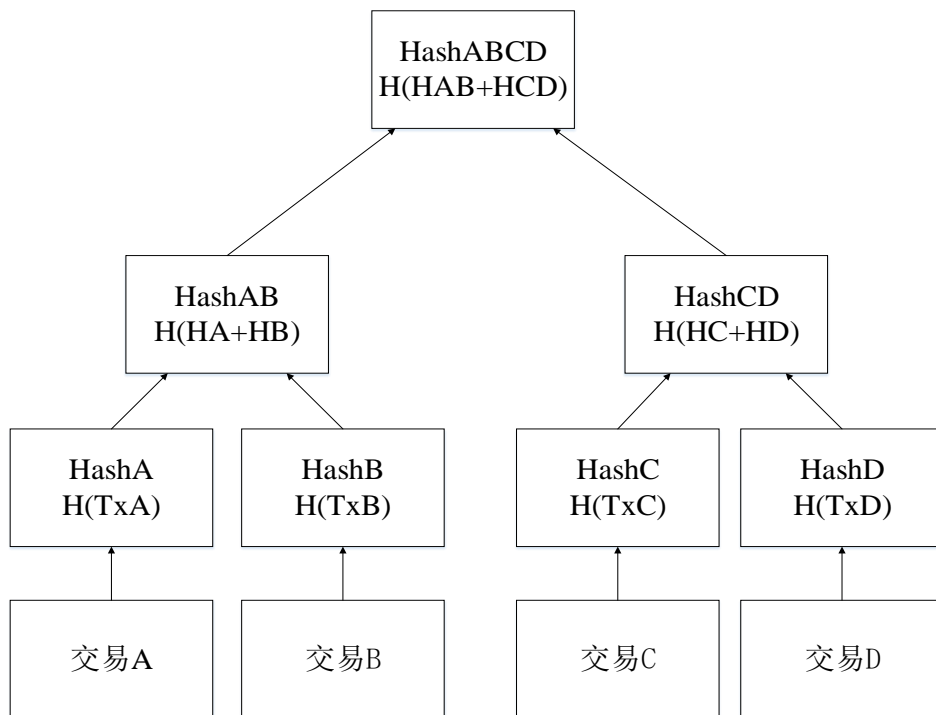 HashABCD
H(HAB+HCD)
HashAB
H(HA+HB)
HashCD
H(HC+HD)
HashA
H(TxA)
HashB
H(TxB)
HashC
H(TxC)
HashD
H(TxD)
交易A
交易B
交易C
交易D